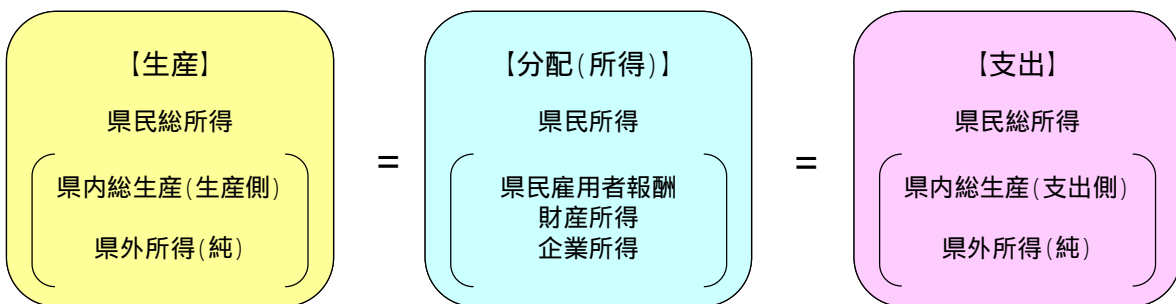 【生産】
県民総所得
県内総生産(生産側)
県外所得(純)
=
【分配(所得)】
県民所得
県民雇用者報酬
財産所得
企業所得
=
【支出】
県民総所得
県内総生産(支出側)
県外所得(純)